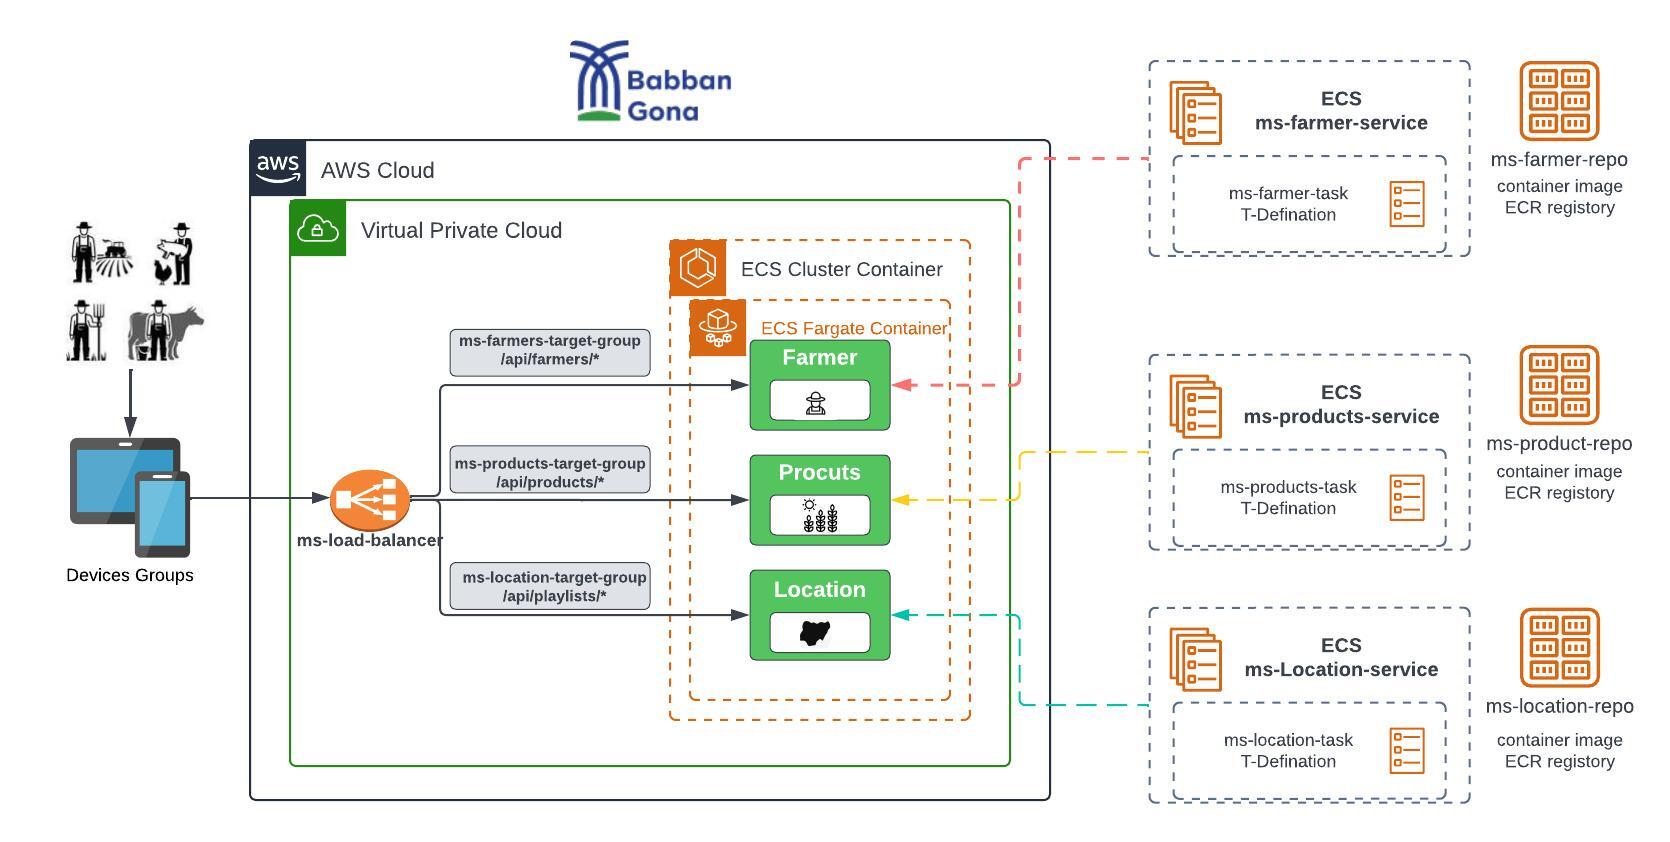 Babban
Gona
aws
AWS Cloud
Virtual Private Cloud
ECS Cluster Container
ECS Fargate Container
ms-farmers-target-group
/api/farmers/*
Farmer
ms-products-target-group
/api/products/*
Procuts
ms-load-balancer
ms-location-target-group
/api/playlists/*
Location
Devices Groups
ECS
ms-farmer-service
ms-farmer-task
T-Defination
ms-farmer-repo
container image
ECR registory
ECS
ms-products-service
ms-products-task
T-Defination
ms-product-repo
container image
ECR registory
ECS
ms-Location-service
ms-location-task
T-Defination
ms-location-repo
container image
ECR registory